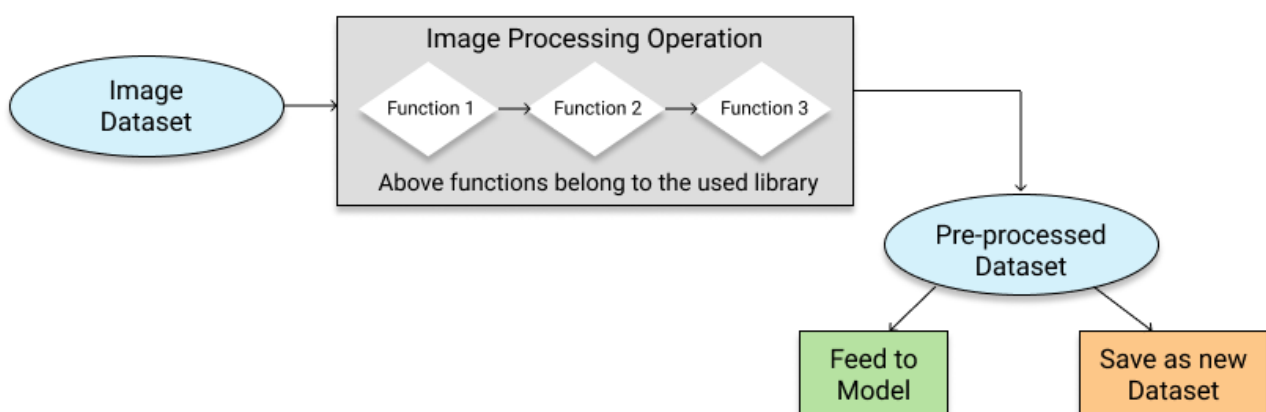 Image Processing Operation
Image
Dataset
Function 1
Function 2
Function 3
Above functions belong to the used library
Pre-processed
Dataset
Feed to
Model
Save as new
Dataset